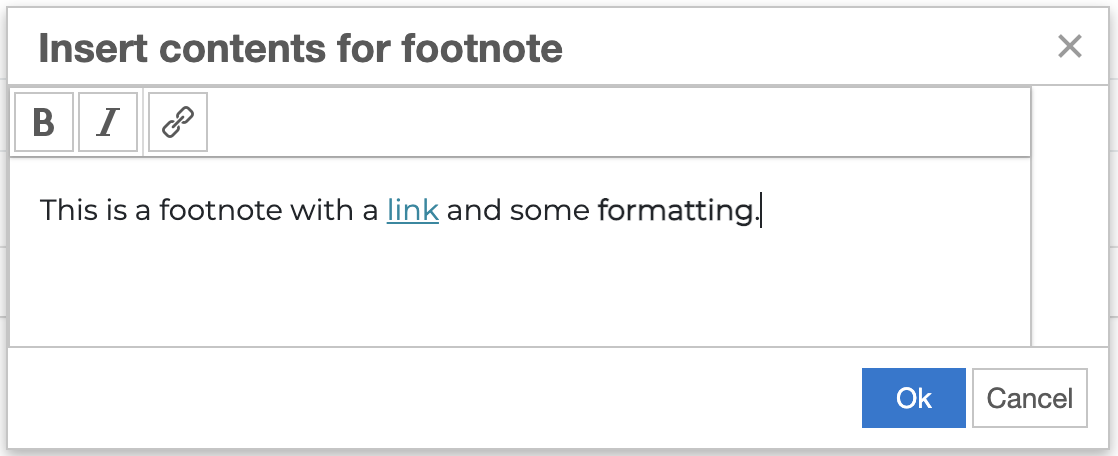 Insert contents for footnote
B I
This is a footnote with a link and some formatting.
Ok Cancel